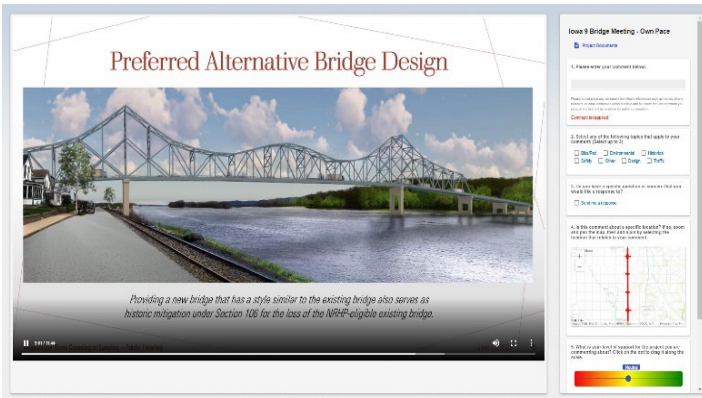 Preferred Alternative Bridge Design
Providing a new bridge that has a style similar to the existing bridge also serves as
historic mitigation under Section 106 for the loss of the NRHP-eligible existing bridge.
Iowa 9 Bridge Meeting - Own Pace
Project Documents
1. Please enter your comment below:
Comment is required
2. Select any of the following topics that apply to your
comment. (Select up to 3)
Bike/Ped Environmental Historical
Safety Other Design Traffic
3. Do you have a specific question or concern that you
would like a response to?
Send me a response
4. Is this comment about a specific location? If so, zoom
and pan the map, then add a pin by selecting the
location that relates to your comment.
5. What is your level of support for the project you are
commenting about? Click on the dot to drag it along the
scale.
Neutral